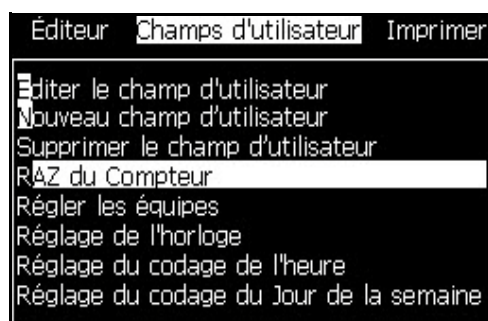 Éditeur Champs d'utilisateur Imprimer
Editer le champ d'utilisateur
Nouveau champ d'utilisateur
Supprimer le champ d'utilisateur
RAZ du Compteur
Régler les équipes
Réglage de l'horloge
Réglage du codage de l'heure
Réglage du codage du Jour de la semaine